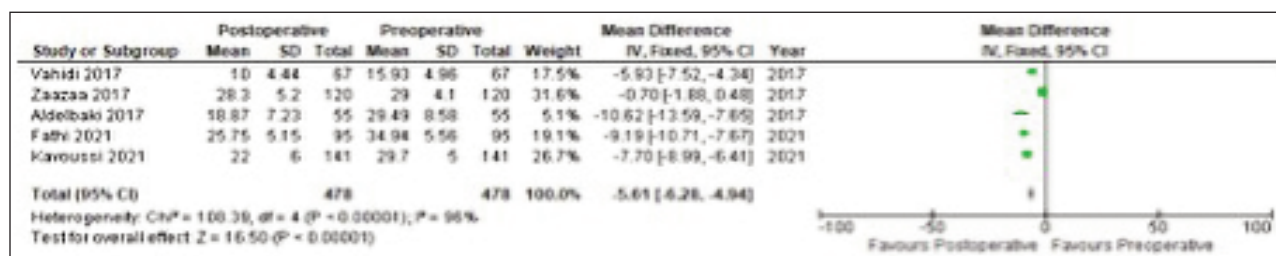 Postoperative Preoperative Mean Difference Mean Difference
Study or Subgroup Mean SD Total Mean SD Total Weight IV, Fixed, 95% CI Year IV, Fixed, 95% CI
Vahidi 2017 10 4.44 67 15.93 4.96 67 17.5% -5.93 [-7.52, -4.34] 2017
Zaazaa 2017 28.3 5.2 120 29 4.1 120 31.6% -0.70 [-1.88, 0.48] 2017
Aldelbaki 2017 18.87 7.23 55 29.49 8.58 55 5.1% -10.62 [-13.59, -7.65] 2017
Fathi 2021 25.75 5.15 95 34.94 5.56 95 19.1% -9.19 [-10.71, -7.67] 2021
Kavoussi 2021 22 6 141 29.7 5 141 26.7% -7.70 [-8.99, -6.41] 2021
Total (95% CI) 478 478 100.0% -5.61 [-6.28, -4.94]
Heterogeneity: Chi² = 108.39, df = 4 (P < 0.00001); I² = 96%
Test for overall effect: Z = 16.50 (P < 0.00001)
-100 -50 0 50 100
Favours Postoperative Favours Preoperative